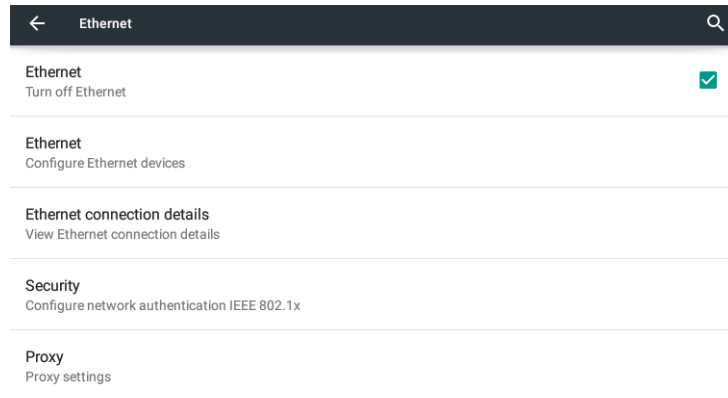 Ethernet
Ethernet
Turn off Ethernet
Ethernet
Configure Ethernet devices
Ethernet connection details
View Ethernet connection details
Security
Configure network authentication IEEE 802.1x
Proxy
Proxy settings